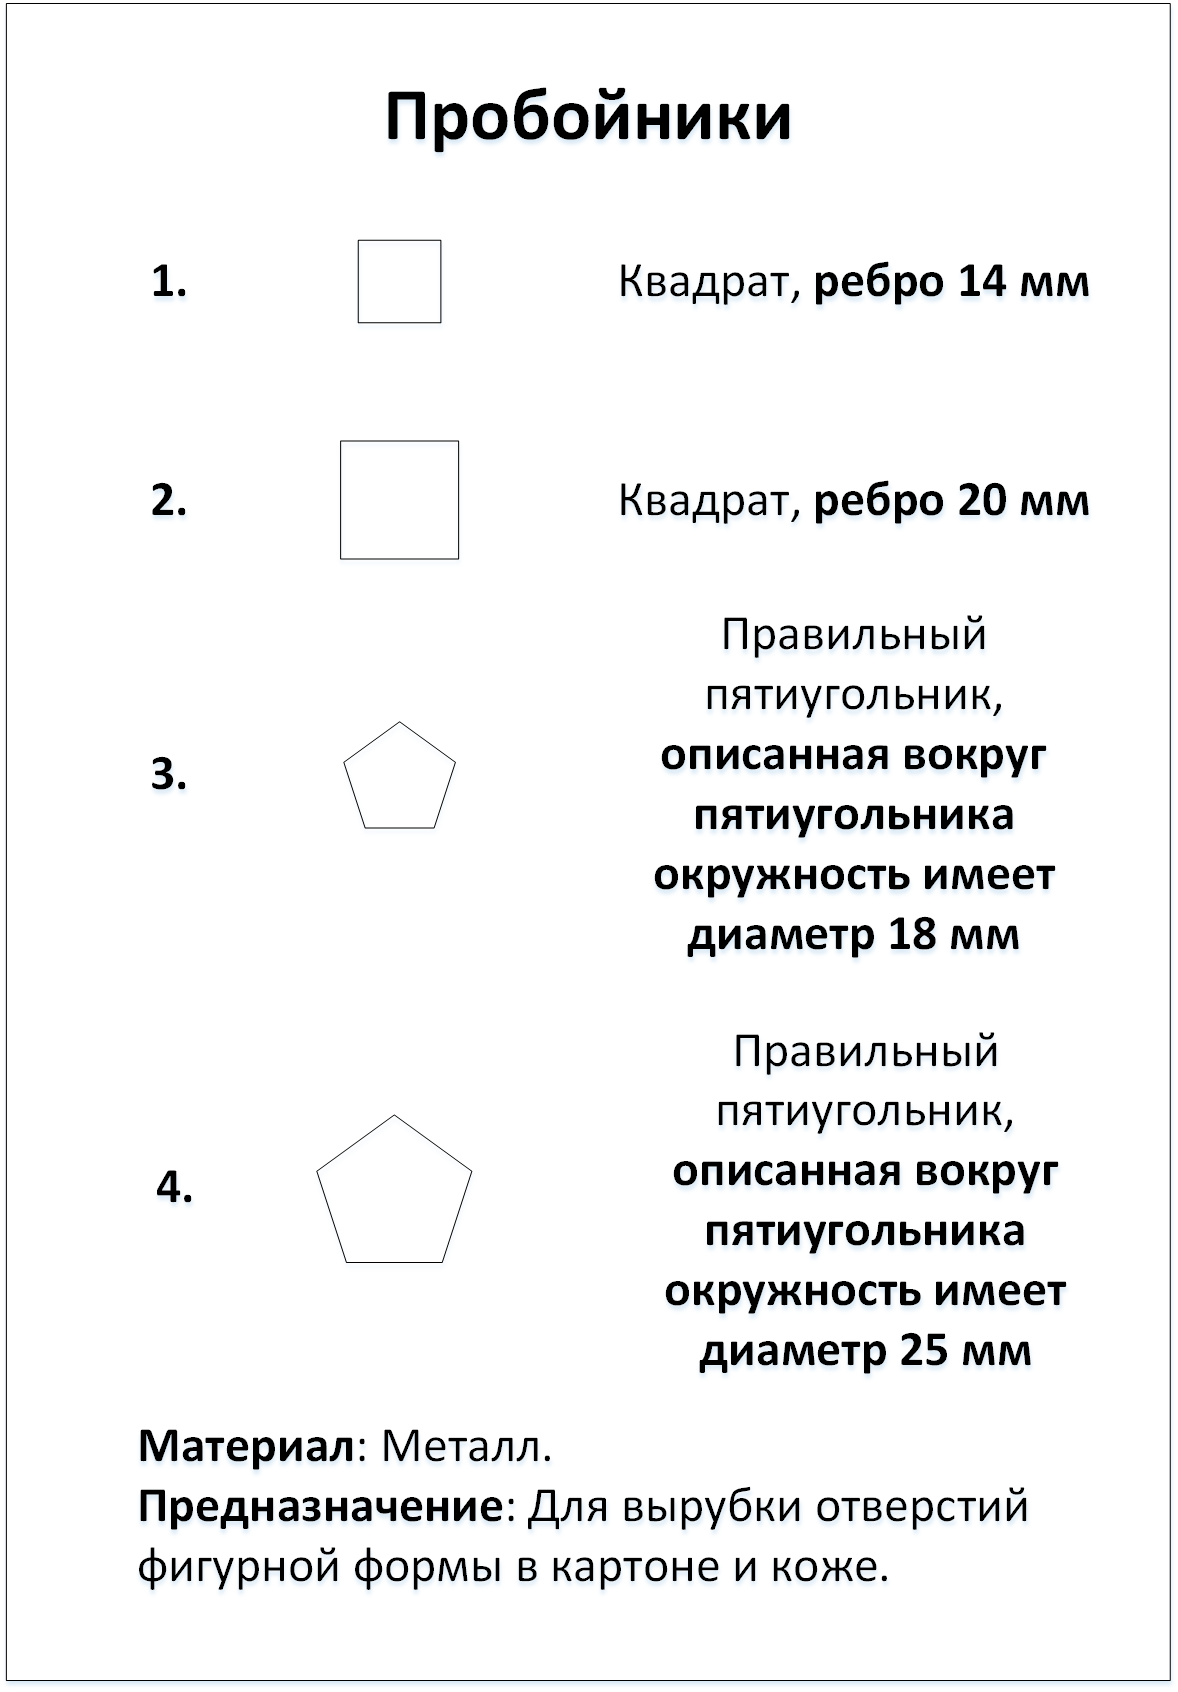 Пробойники
1.
Квадрат, ребро 14 мм
2.
Квадрат, ребро 20 мм
3.
Правильный
пятиугольник,
описанная вокруг
пятиугольника
окружность имеет
диаметр 18 мм
4.
Правильный
пятиугольник,
описанная вокруг
пятиугольника
окружность имеет
диаметр 25 мм
Материал: Металл.
Предназначение: Для вырубки отверстий
фигурной формы в картоне и коже.